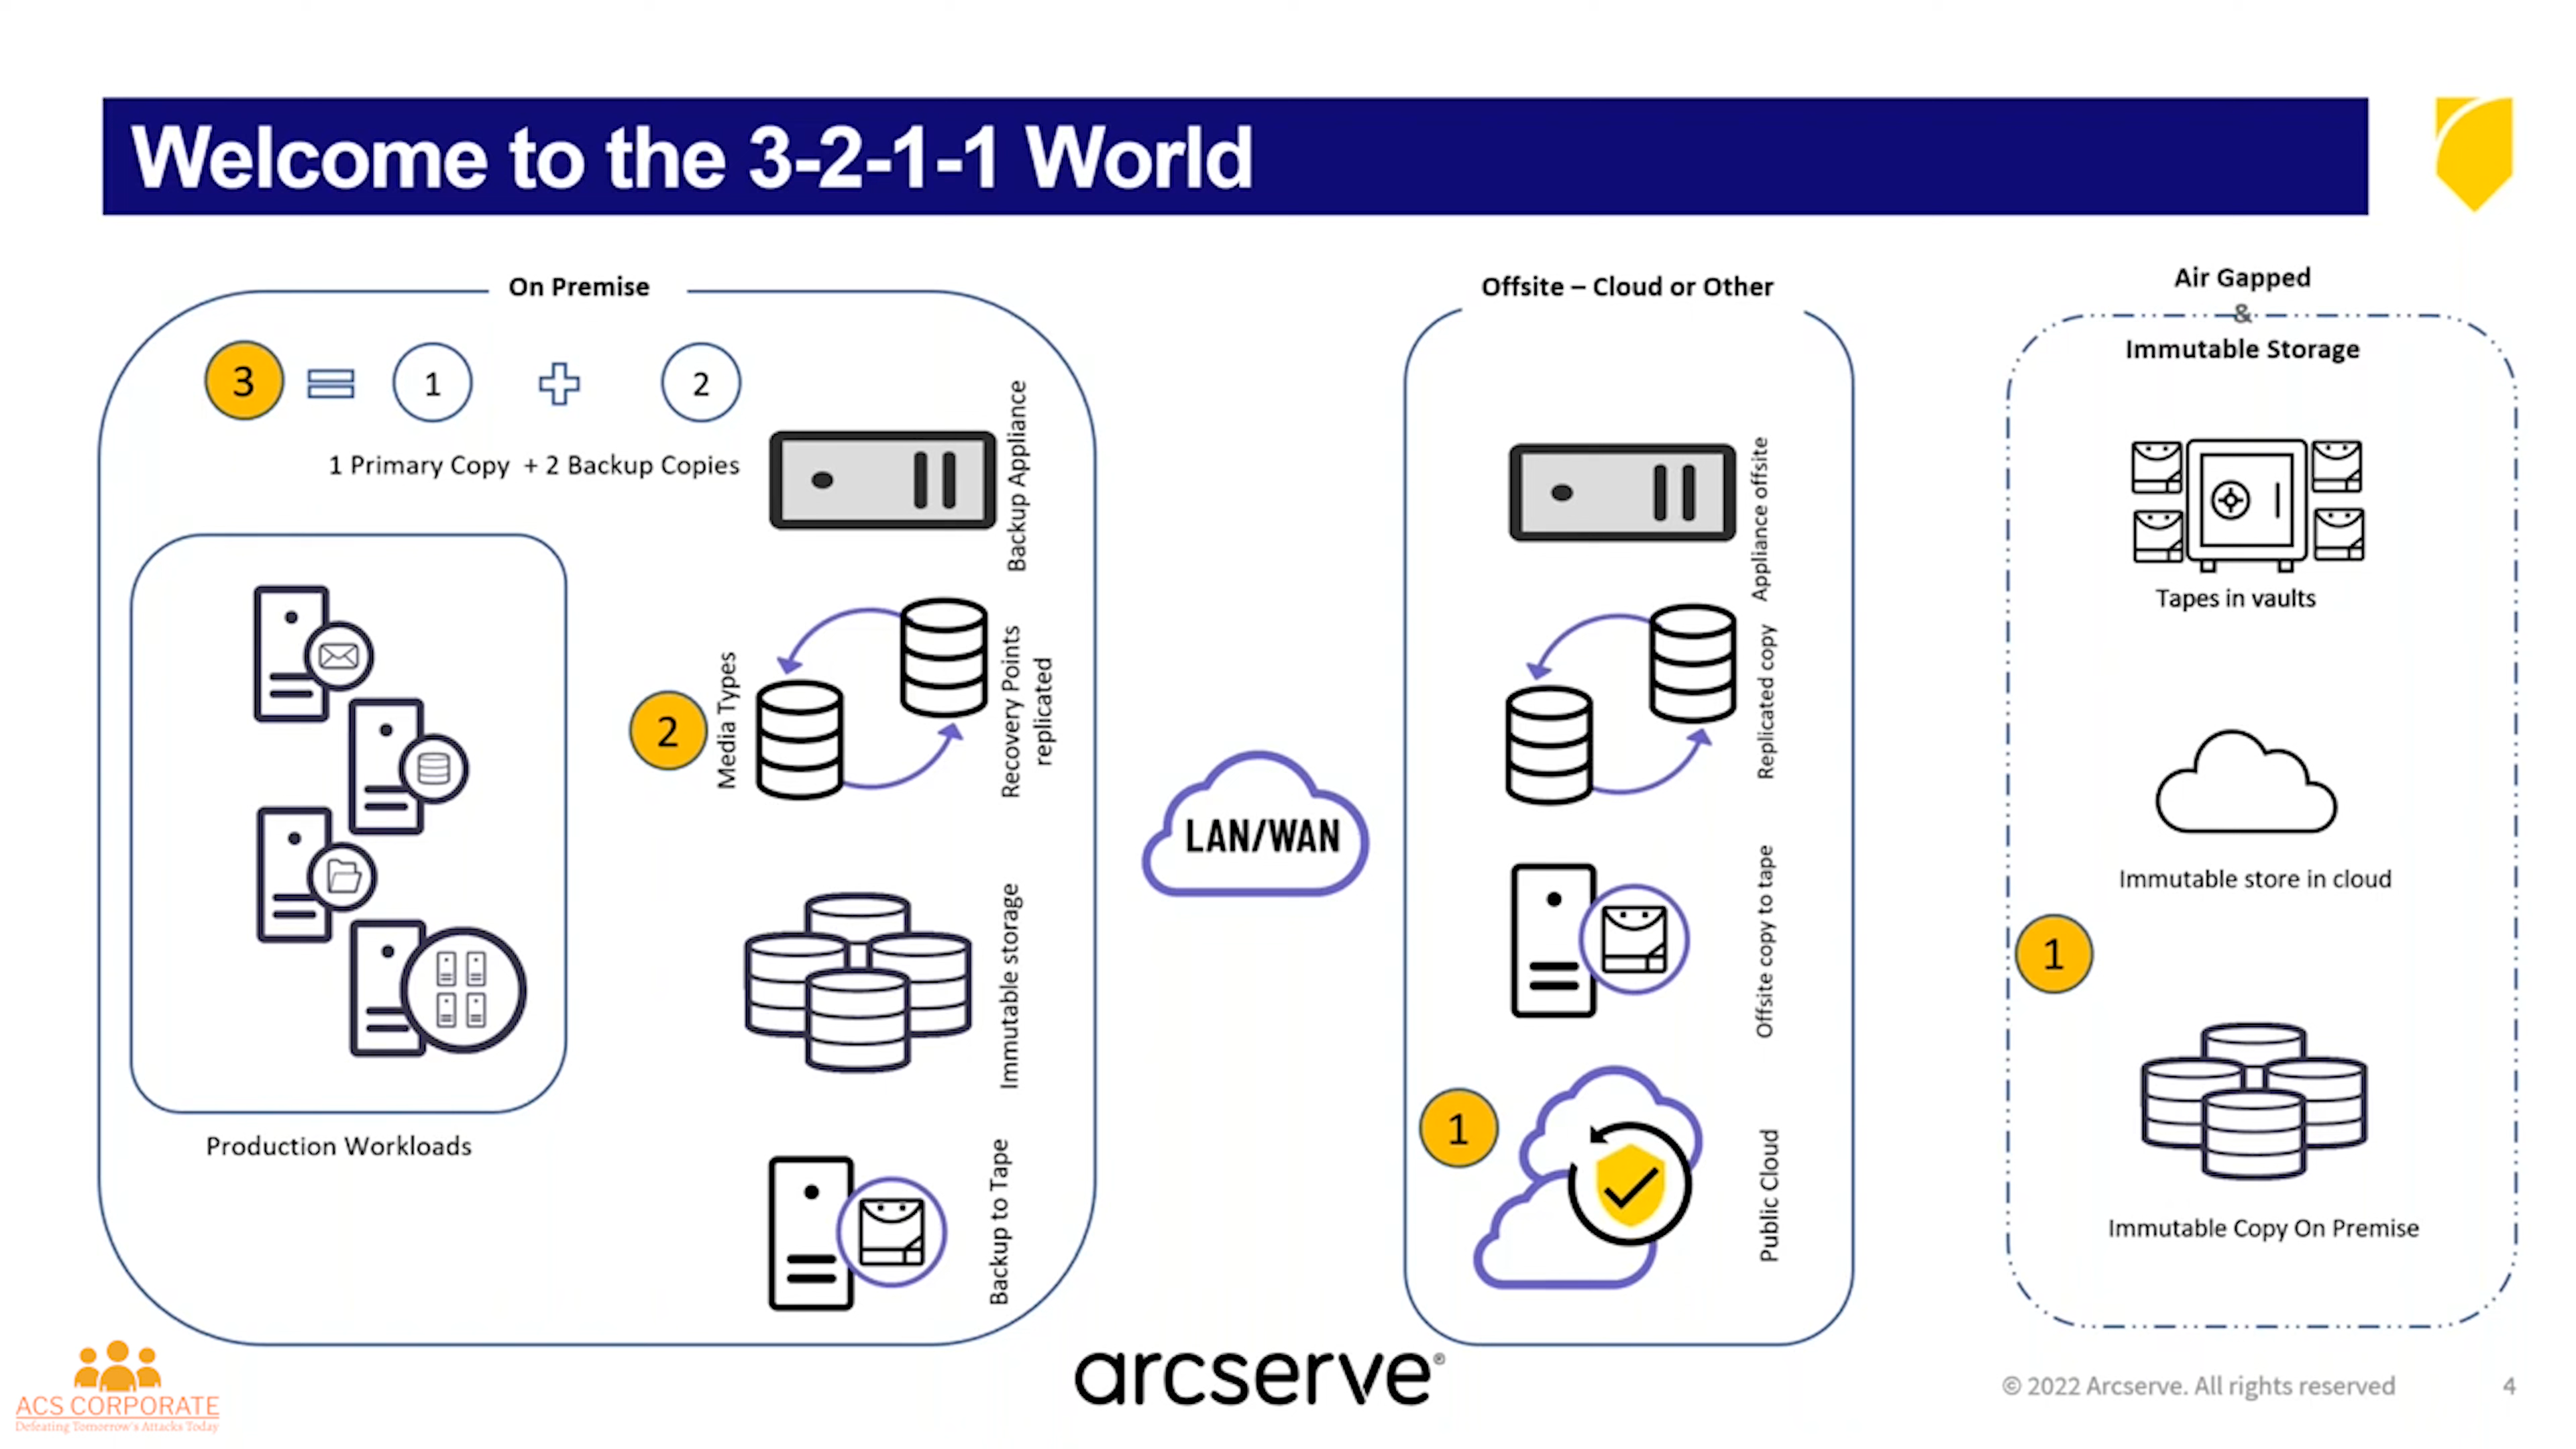 Welcome to the 3-2-1-1 World
On Premise
3
1
2
1 Primary Copy + 2 Backup Copies
Backup Appliance
2
Media Types
Recovery Points
replicated
Immutable storage
Production Workloads
Backup to Tape
LAN/WAN
Offsite – Cloud or Other
Appliance offsite
Replicated copy
Offsite copy to tape
1
Public Cloud
Air Gapped
&
Immutable Storage
Tapes in vaults
Immutable store in cloud
1
Immutable Copy On Premise
ACS CORPORATE
Defeating Tomorrow's Attacks Today
arcserve®
© 2022 Arcserve. All rights reserved
4